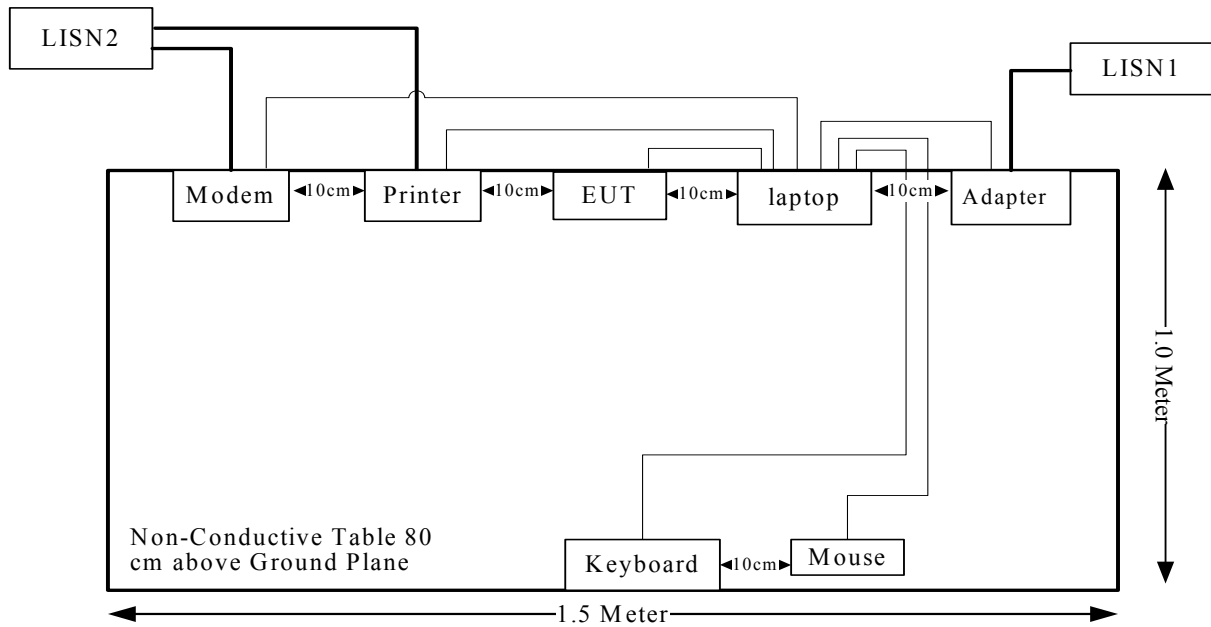 LISN2
LISN1
Modem
10cm
Printer
10cm
EUT
10cm
laptop
10cm
Adapter
1.0 Meter
Non-Conductive Table 80
cm above Ground Plane
Keyboard
10cm
Mouse
1.5 Meter